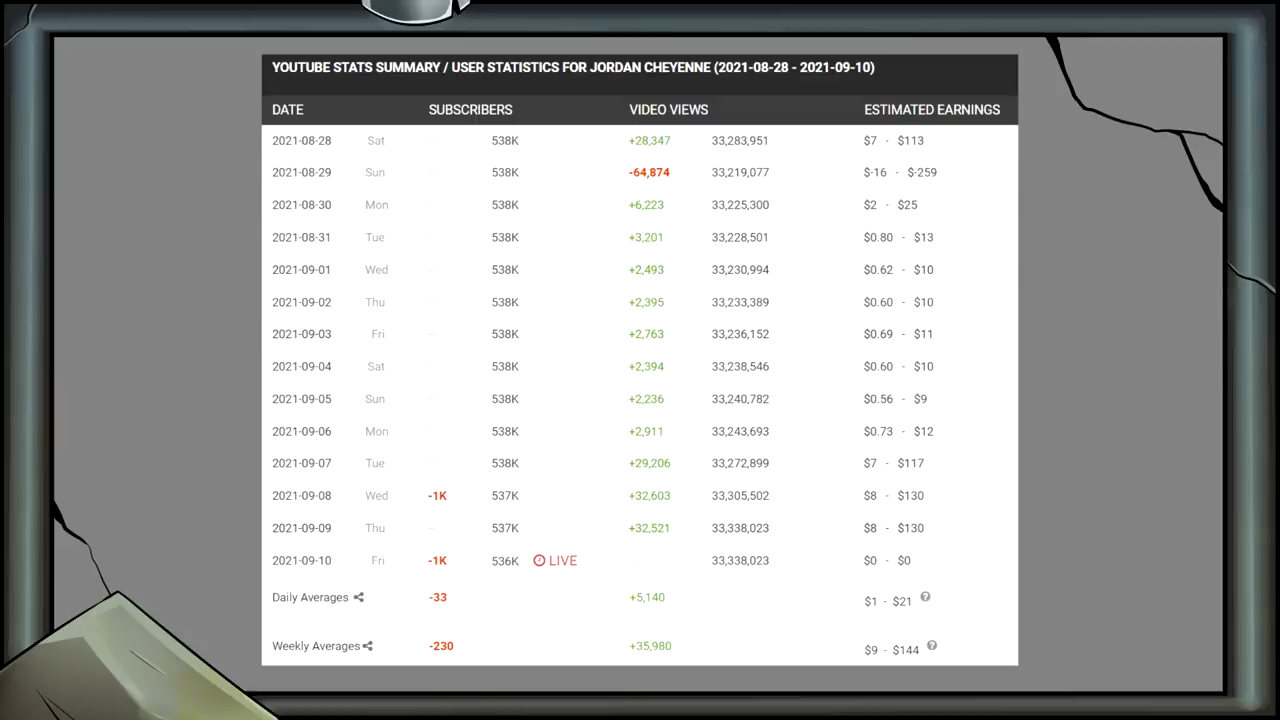 YOUTUBE STATS SUMMARY / USER STATISTICS FOR JORDAN CHEYENNE (2021-08-28 - 2021-09-10)
DATE SUBSCRIBERS VIDEO VIEWS ESTIMATED EARNINGS
2021-08-28 Sat 538K +28,347 33,283,951 $7 - $113
2021-08-29 Sun 538K -64,874 33,219,077 $-16 - $-259
2021-08-30 Mon 538K +6,223 33,225,300 $2 - $25
2021-08-31 Tue 538K +3,201 33,228,501 $0.80 - $13
2021-09-01 Wed 538K +2,493 33,230,994 $0.62 - $10
2021-09-02 Thu 538K +2,395 33,233,389 $0.60 - $10
2021-09-03 Fri 538K +2,763 33,236,152 $0.69 - $11
2021-09-04 Sat 538K +2,394 33,238,546 $0.60 - $10
2021-09-05 Sun 538K +2,236 33,240,782 $0.56 - $9
2021-09-06 Mon 538K +2,911 33,243,693 $0.73 - $12
2021-09-07 Tue 538K +29,206 33,272,899 $7 - $117
2021-09-08 Wed -1K 537K +32,603 33,305,502 $8 - $130
2021-09-09 Thu 537K +32,521 33,338,023 $8 - $130
2021-09-10 Fri -1K 536K LIVE 33,338,023 $0 - $0
Daily Averages -33 +5,140 $1 - $21 ?
Weekly Averages -230 +35,980 $9 - $144 ?